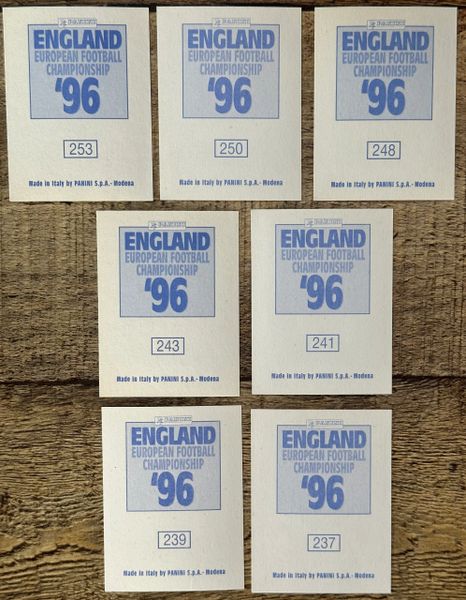 PANINI
ENGLAND
EUROPEAN FOOTBALL
CHAMPIONSHIP
'96
253
Made in Italy by PANINI S.p.A.-Modena
PANINI
ENGLAND
EUROPEAN FOOTBALL
CHAMPIONSHIP
'96
250
Made in Italy by PANINI S.p.A.-Modena
PANINI
ENGLAND
EUROPEAN FOOTBALL
CHAMPIONSHIP
'96
248
Made in Italy by PANINI S.p.A.-Modena
PANINI
ENGLAND
EUROPEAN FOOTBALL
CHAMPIONSHIP
'96
243
Made in Italy by PANINI S.p.A.-Modena
PANINI
ENGLAND
EUROPEAN FOOTBALL
CHAMPIONSHIP
'96
241
Made in Italy by PANINI S.p.A.-Modena
PANINI
ENGLAND
EUROPEAN FOOTBALL
CHAMPIONSHIP
'96
239
Made in Italy by PANINI S.p.A.-Modena
PANINI
ENGLAND
EUROPEAN FOOTBALL
CHAMPIONSHIP
'96
237
Made in Italy by PANINI S.p.A.-Modena